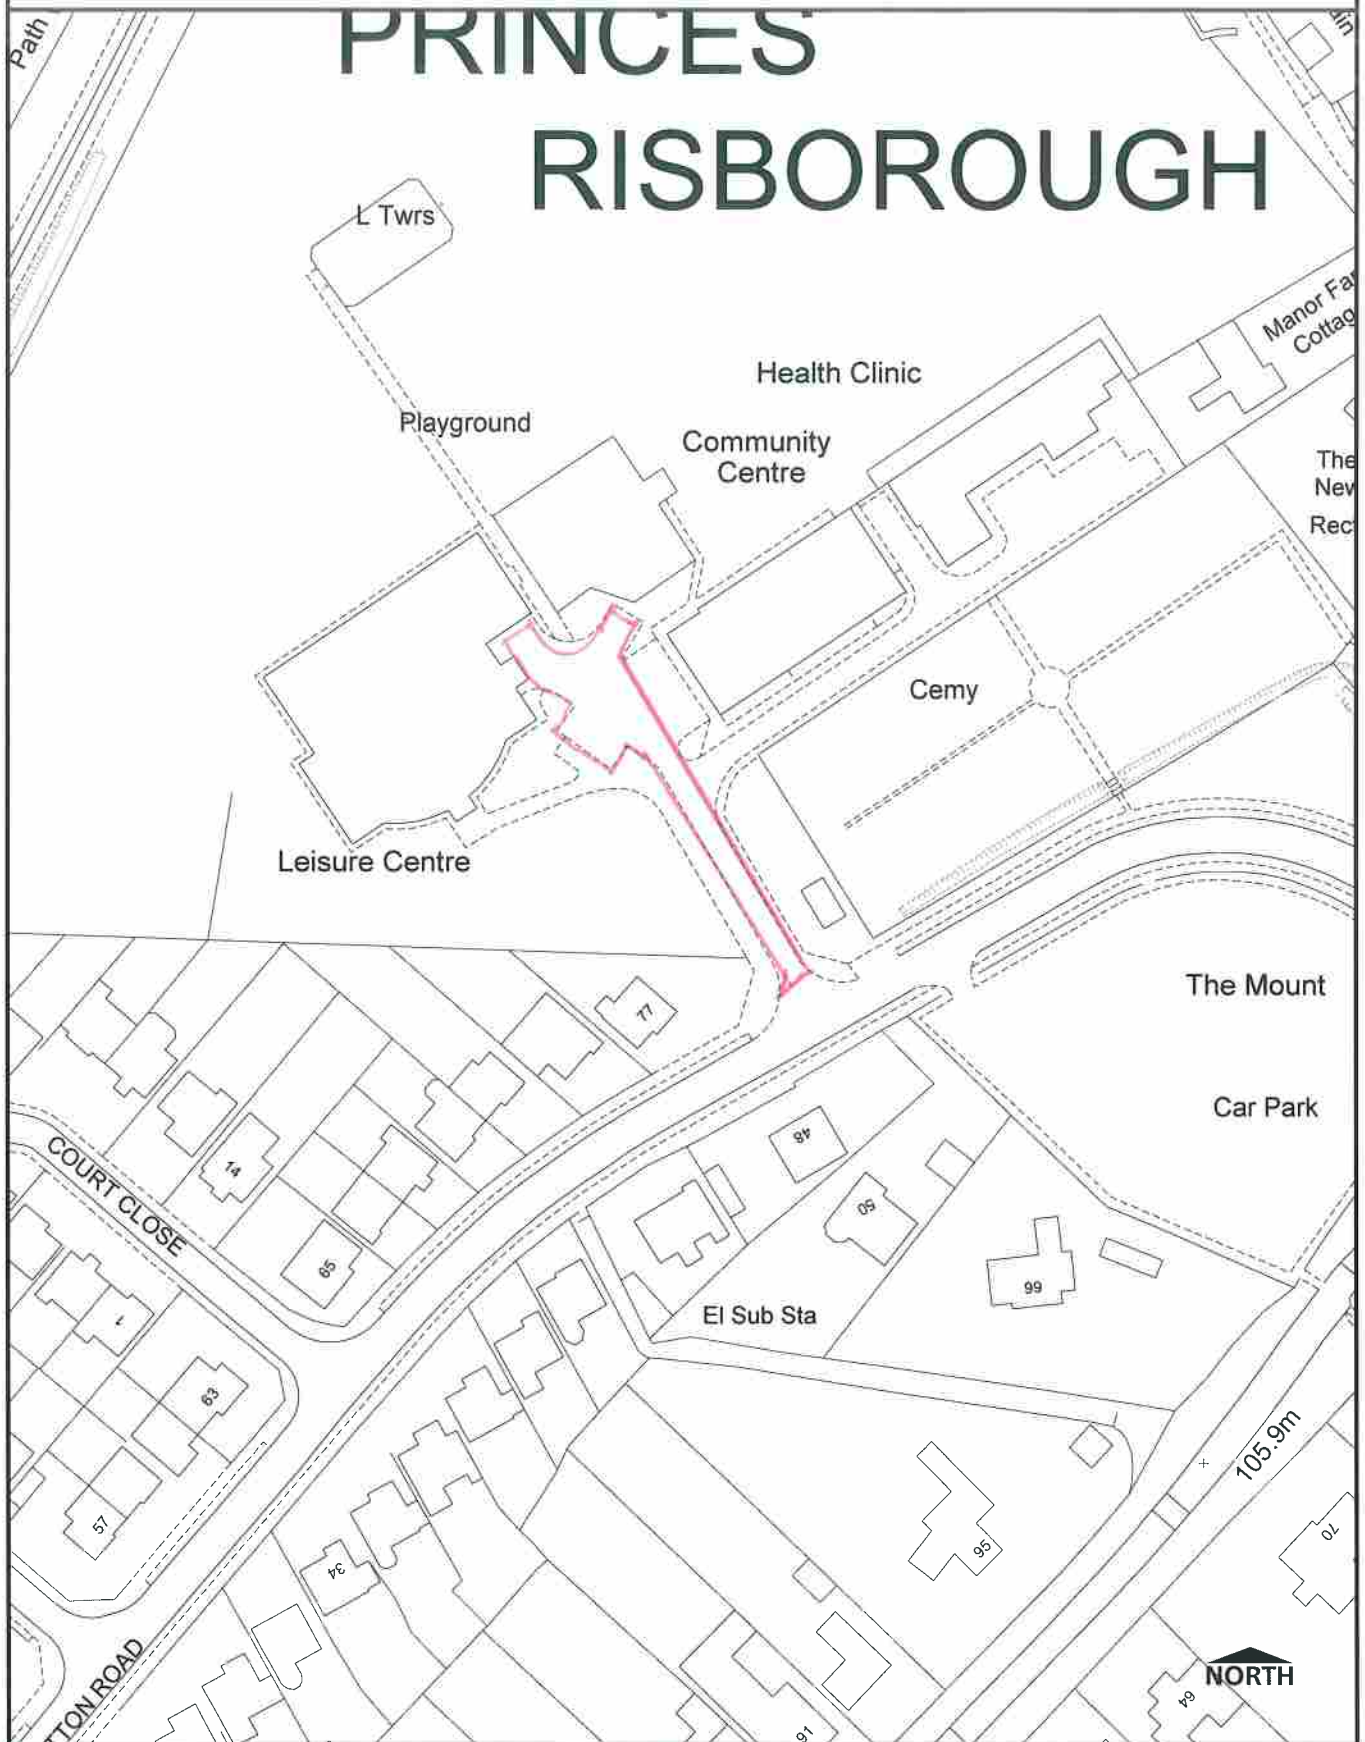 Path
PRINCES
RISBOROUGH
L Twrs
Manor Fa
Cottag
Health Clinic
Playground
Community
Centre
The
New
Rec
Cemy
Leisure Centre
The Mount
77
Car Park
48
COURT CLOSE
14
50
65
99
El Sub Sta
1
63
105.9m
57
95
70
34
TTON ROAD
NORTH
64
91